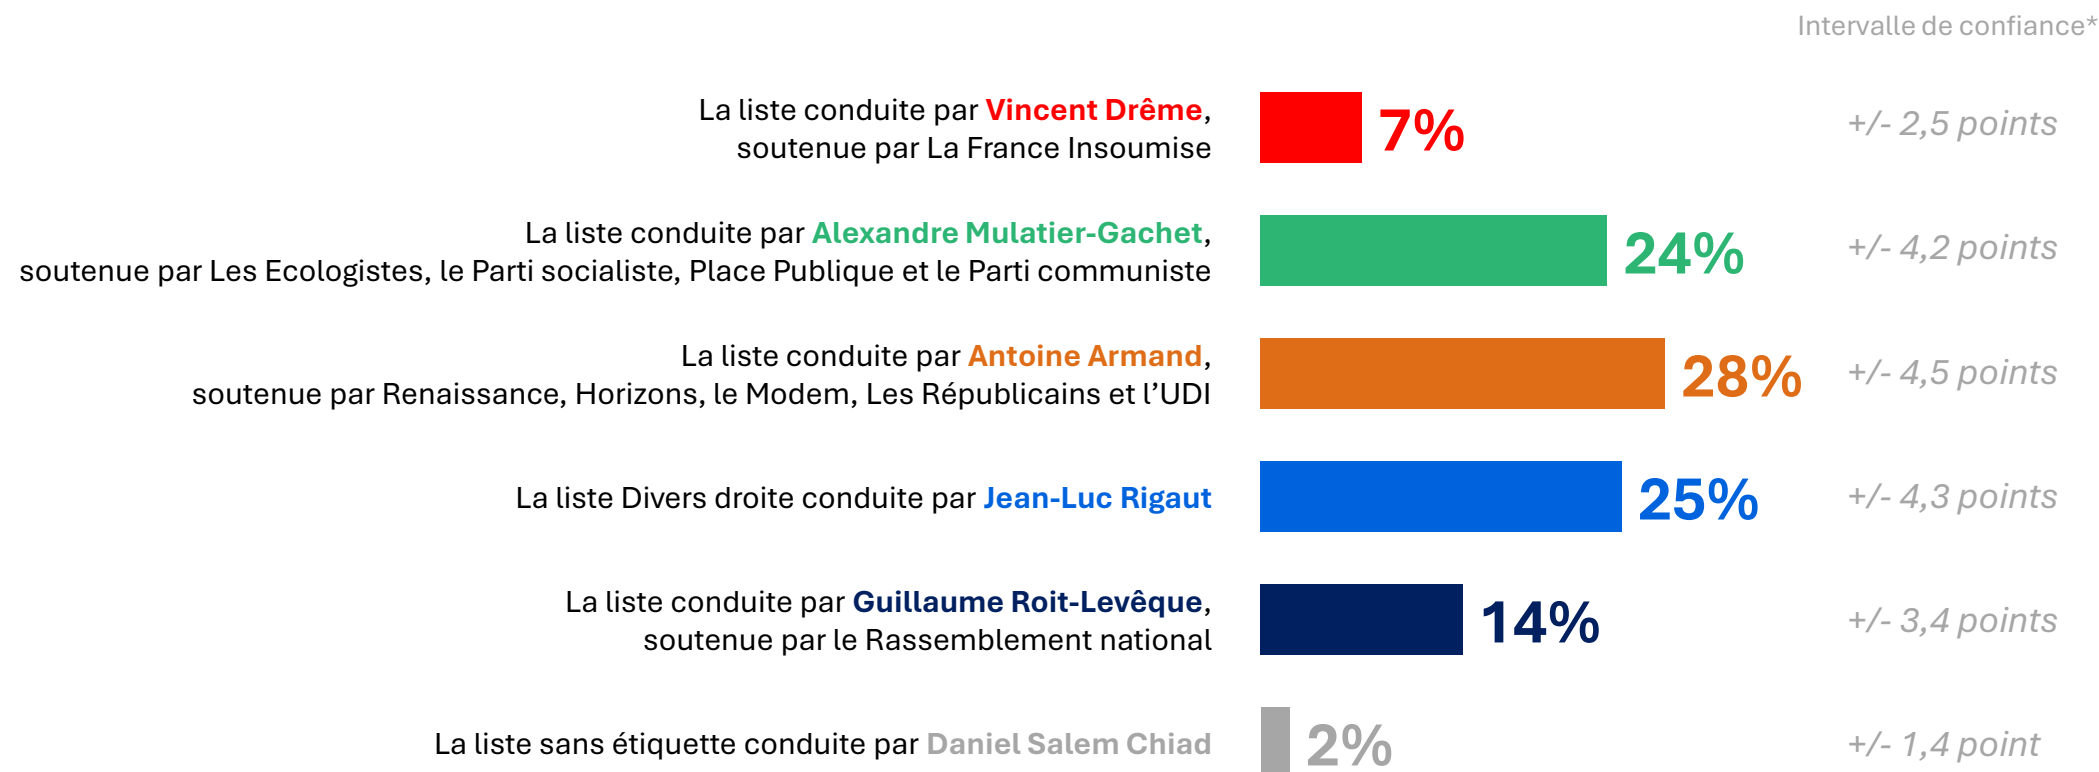 Intervalle de confiance*
La liste conduite par Vincent Drême,
soutenue par La France Insoumise
7%
+/- 2,5 points
La liste conduite par Alexandre Mulatier-Gachet,
soutenue par Les Ecologistes, le Parti socialiste, Place Publique et le Parti communiste
24%
+/- 4,2 points
La liste conduite par Antoine Armand,
soutenue par Renaissance, Horizons, le Modem, Les Républicains et l’UDI
28%
+/- 4,5 points
La liste Divers droite conduite par Jean-Luc Rigaut
25%
+/- 4,3 points
La liste conduite par Guillaume Roit-Levêque,
soutenue par le Rassemblement national
14%
+/- 3,4 points
La liste sans étiquette conduite par Daniel Salem Chiad
2%
+/- 1,4 point